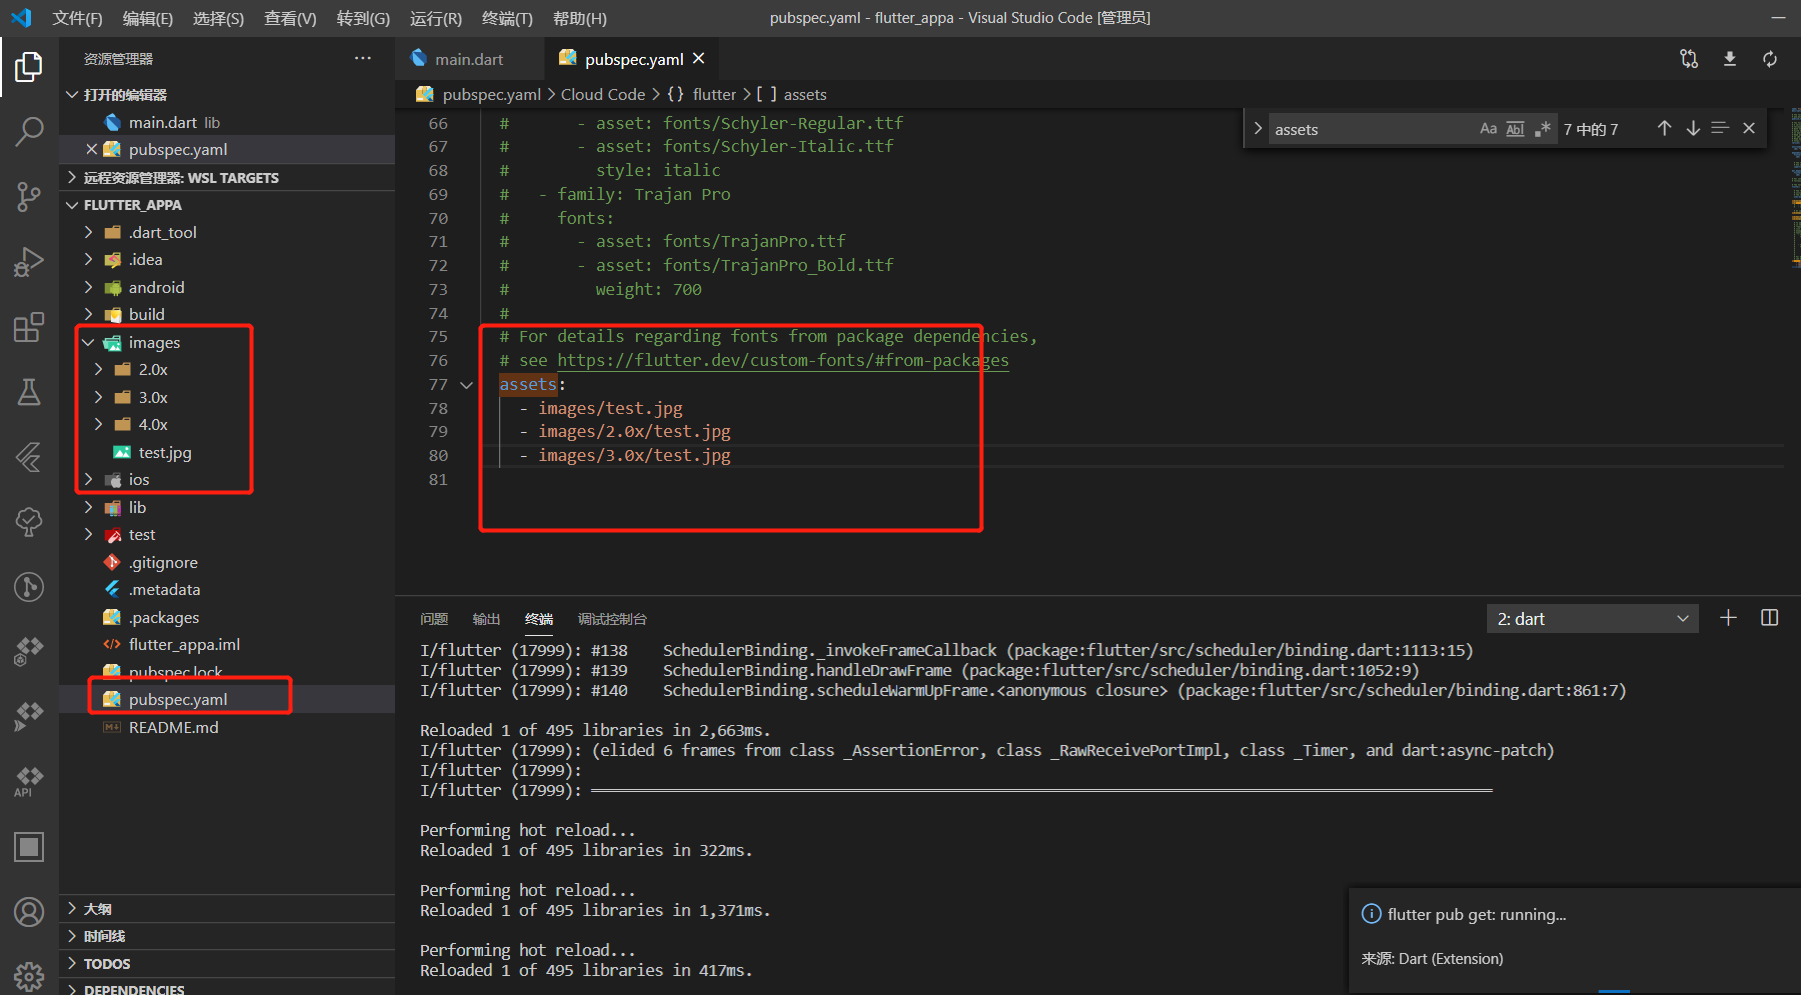 文件(F) 编辑(E) 选择(S) 查看(V) 转到(G) 运行(R) 终端(T) 帮助(H) pubspec.yaml - flutter_appa - Visual Studio Code [管理员]
资源管理器
打开的编辑器
main.dart lib
pubspec.yaml
远程资源管理器: WSL TARGETS
FLUTTER_APPA
.dart_tool
.idea
android
build
images
2.0x
3.0x
4.0x
test.jpg
ios
lib
test
.gitignore
.metadata
.packages
flutter_appa.iml
pubspec.lock
pubspec.yaml
README.md
大纲
时间线
TODOS
DEPENDENCIES
API
main.dart pubspec.yaml
pubspec.yaml > Cloud Code > {} flutter > [ ] assets
assets Aa Abl .* 7 中的 7
66 # - asset: fonts/Schyler-Regular.ttf
67 # - asset: fonts/Schyler-Italic.ttf
68 # style: italic
69 # - family: Trajan Pro
70 # fonts:
71 # - asset: fonts/TrajanPro.ttf
72 # - asset: fonts/TrajanPro_Bold.ttf
73 # weight: 700
74 #
75 # For details regarding fonts from package dependencies,
76 # see https://flutter.dev/custom-fonts/#from-packages
77 assets:
78 - images/test.jpg
79 - images/2.0x/test.jpg
80 - images/3.0x/test.jpg
81
问题 输出 终端 调试控制台 2: dart
I/flutter (17999): #138 SchedulerBinding._invokeFrameCallback (package:flutter/src/scheduler/binding.dart:1113:15)
I/flutter (17999): #139 SchedulerBinding.handleDrawFrame (package:flutter/src/scheduler/binding.dart:1052:9)
I/flutter (17999): #140 SchedulerBinding.scheduleWarmUpFrame.<anonymous closure> (package:flutter/src/scheduler/binding.dart:861:7)
Reloaded 1 of 495 libraries in 2,663ms.
I/flutter (17999): (elided 6 frames from class _AssertionError, class _RawReceivePortImpl, class _Timer, and dart:async-patch)
I/flutter (17999):
I/flutter (17999): ════════════════════
Performing hot reload...
Reloaded 1 of 495 libraries in 322ms.
Performing hot reload...
Reloaded 1 of 495 libraries in 1,371ms.
Performing hot reload...
Reloaded 1 of 495 libraries in 417ms.
flutter pub get: running...
来源: Dart (Extension)